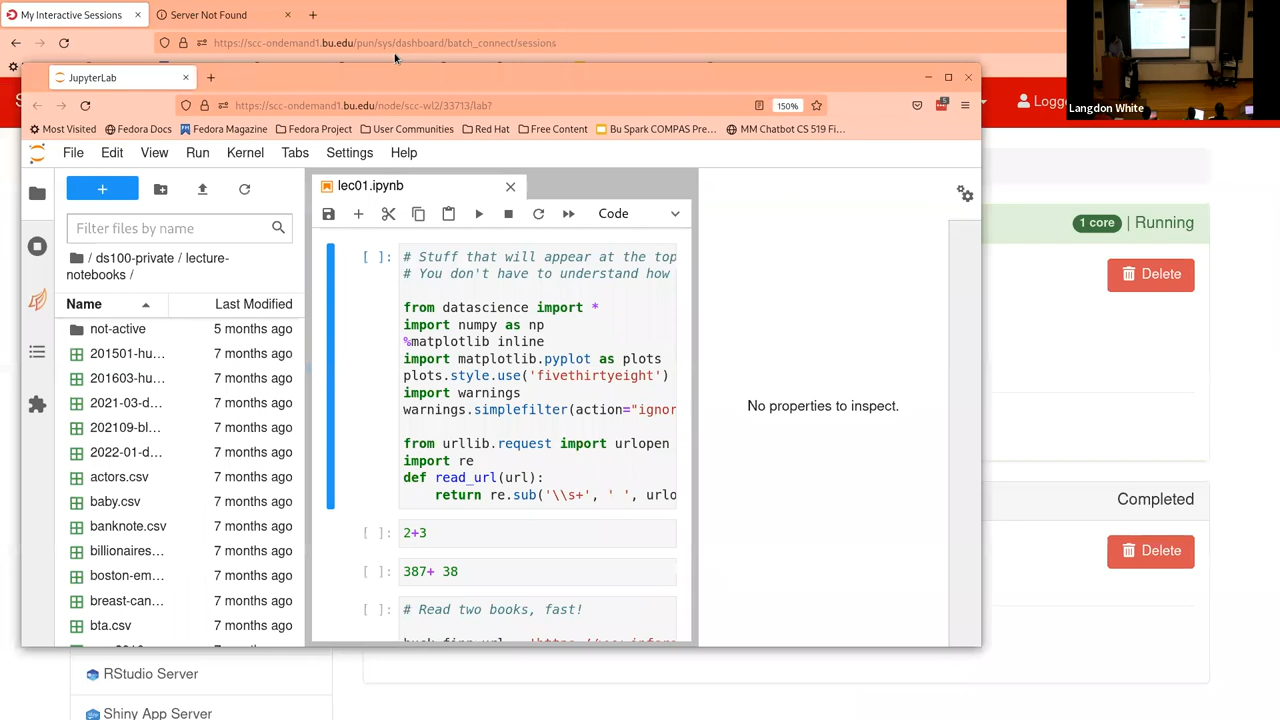 My Interactive Sessions
Server Not Found
https://scc-ondemand1.bu.edu/pun/sys/dashboard/batch_connect/sessions
Langdon White
JupyterLab
https://scc-ondemand1.bu.edu/node/scc-wl2/33713/lab?
150%
5
Most Visited
Fedora Docs
Fedora Magazine
Fedora Project
User Communities
Red Hat
Free Content
Bu Spark COMPAS Pre…
MM Chatbot CS 519 Fi…
S
Logg
File Edit View Run Kernel Tabs Settings Help
lec01.ipynb
Filter files by name
Code
/ ds100-private / lecture-
notebooks /
Name Last Modified
not-active 5 months ago
201501-hu… 7 months ago
201603-hu… 7 months ago
2021-03-d… 7 months ago
202109-bl… 7 months ago
2022-01-d… 7 months ago
actors.csv 7 months ago
baby.csv 7 months ago
banknote.csv 7 months ago
billionaires… 7 months ago
boston-em… 7 months ago
breast-can… 7 months ago
bta.csv 7 months ago
[ ]: # Stuff that will appear at the top
# You don't have to understand how
from datascience import *
import numpy as np
%matplotlib inline
import matplotlib.pyplot as plots
plots.style.use('fivethirtyeight')
import warnings
warnings.simplefilter(action="ignor
from urllib.request import urlopen
import re
def read_url(url):
return re.sub('\\s+', ' ', urlo
[ ]: 2+3
[ ]: 387+ 38
[ ]: # Read two books, fast!
No properties to inspect.
1 core | Running
Delete
Completed
Delete
RStudio Server
Shiny App Server